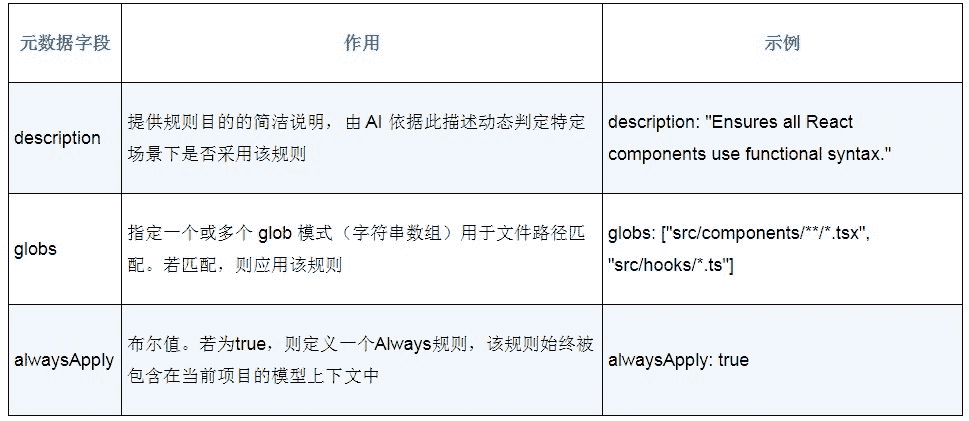 元数据字段
作用
示例
description
提供规则目的的简洁说明，由 AI 依据此描述动态判定特定
场景下是否采用该规则
description: "Ensures all React
components use functional syntax."
globs
指定一个或多个 glob 模式（字符串数组）用于文件路径匹
配。若匹配，则应用该规则
globs: ["src/components/**/*.tsx",
"src/hooks/*.ts"]
alwaysApply
布尔值。若为true，则定义一个Always规则，该规则始终被
包含在当前项目的模型上下文中
alwaysApply: true